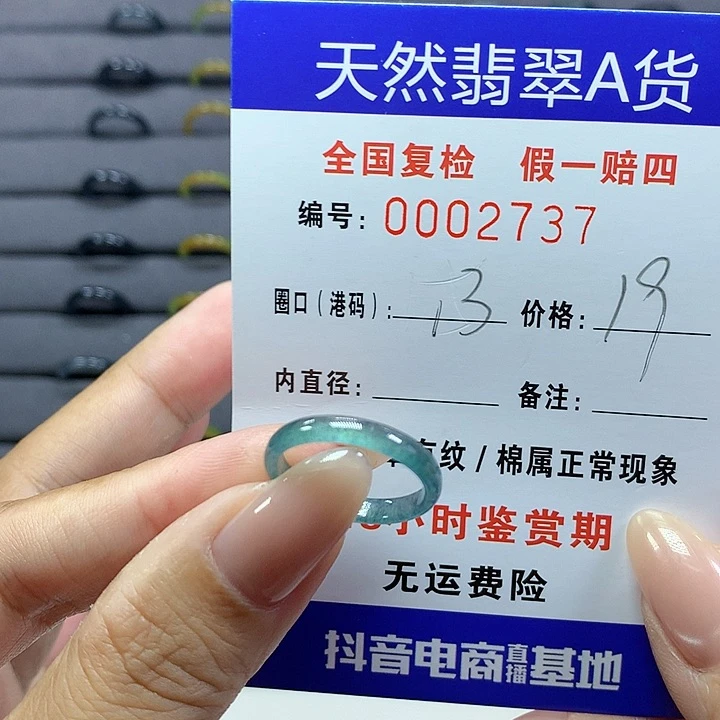 天然翡翠A货
全国复检 假一赔四
编号: 0002737
圈口(港码): 13 价格: 19
内直径: 备注:
纹/棉属正常现象
小时鉴赏期
无运费险
抖音电商直播基地